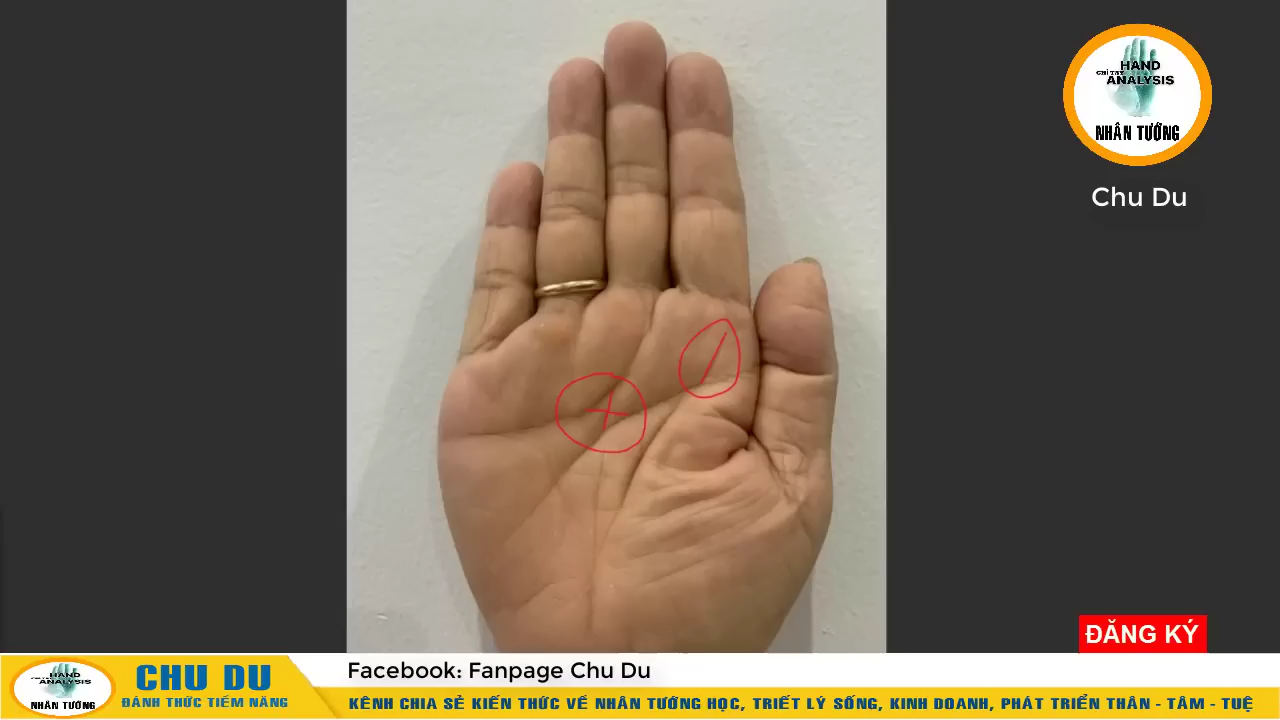 HAND
CHỈ TAY
ANALYSIS
NHÂN TƯỚNG
Chu Du
ĐĂNG KÝ
HAND
ANALYSIS
NHÂN TƯỚNG
CHU DU
ĐÁNH THỨC TIỀM NĂNG
Facebook: Fanpage Chu Du
KÊNH CHIA SẺ KIẾN THỨC VỀ NHÂN TƯỚNG HỌC, TRIẾT LÝ SỐNG, KINH DOANH, PHÁT TRIỂN THÂN - TÂM - TUỆ